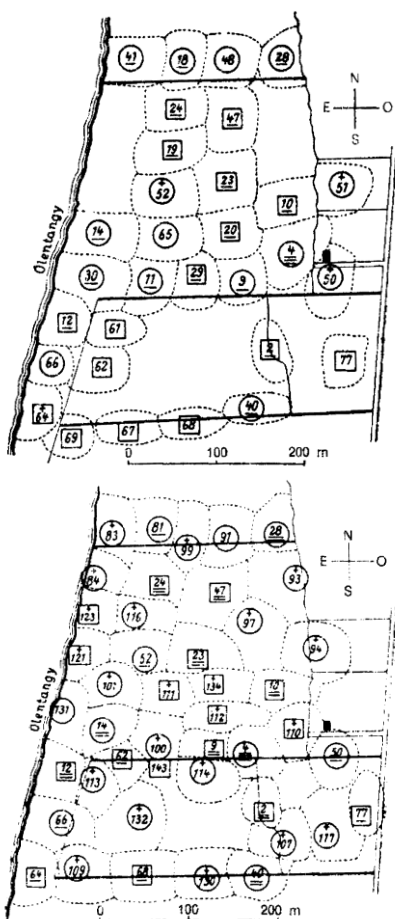 41 18 48 28
24 47
N
E O
S
19
52 23 51
10
14 65 20 4
Olentangy
30 71 29 9 50
12 61
66 62 2 77
64 69 67 68 40
0 100 200 m
83 81 99 91 28
N
E O
S
84 24 47 93
123 116 97
121 52 23 94
101 111 134 10
131 112
Olentangy
14 100 9 4 110 50
12 62 143 114
113
66 132 2 77
101 117
64 109 68 130 40
0 100 200 m